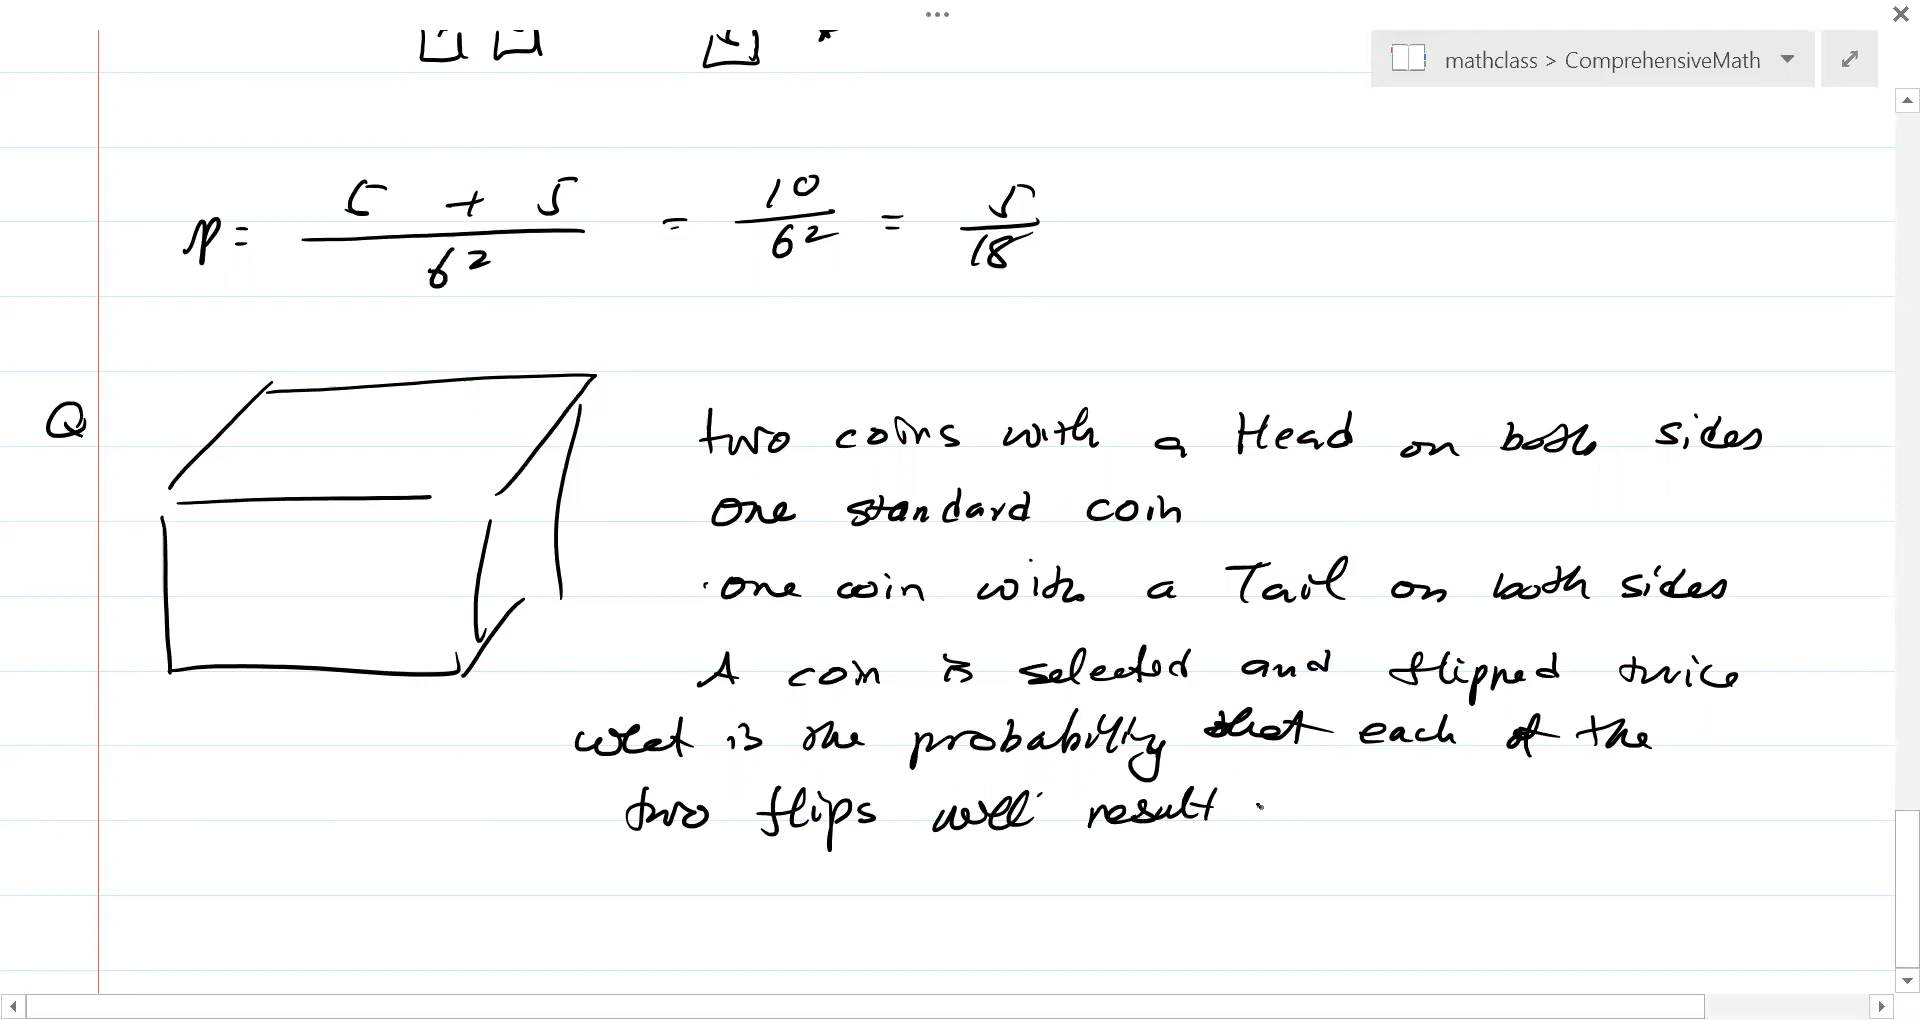 mathclass > ComprehensiveMath
p = 5 + 5 / 6² = 10 / 6² = 5 / 18
Q
two coins with a Head on both sides
one standard coin
one coin with a Tail on both sides
A coin is selected and flipped twice
what is the probability that each of the
two flips will result